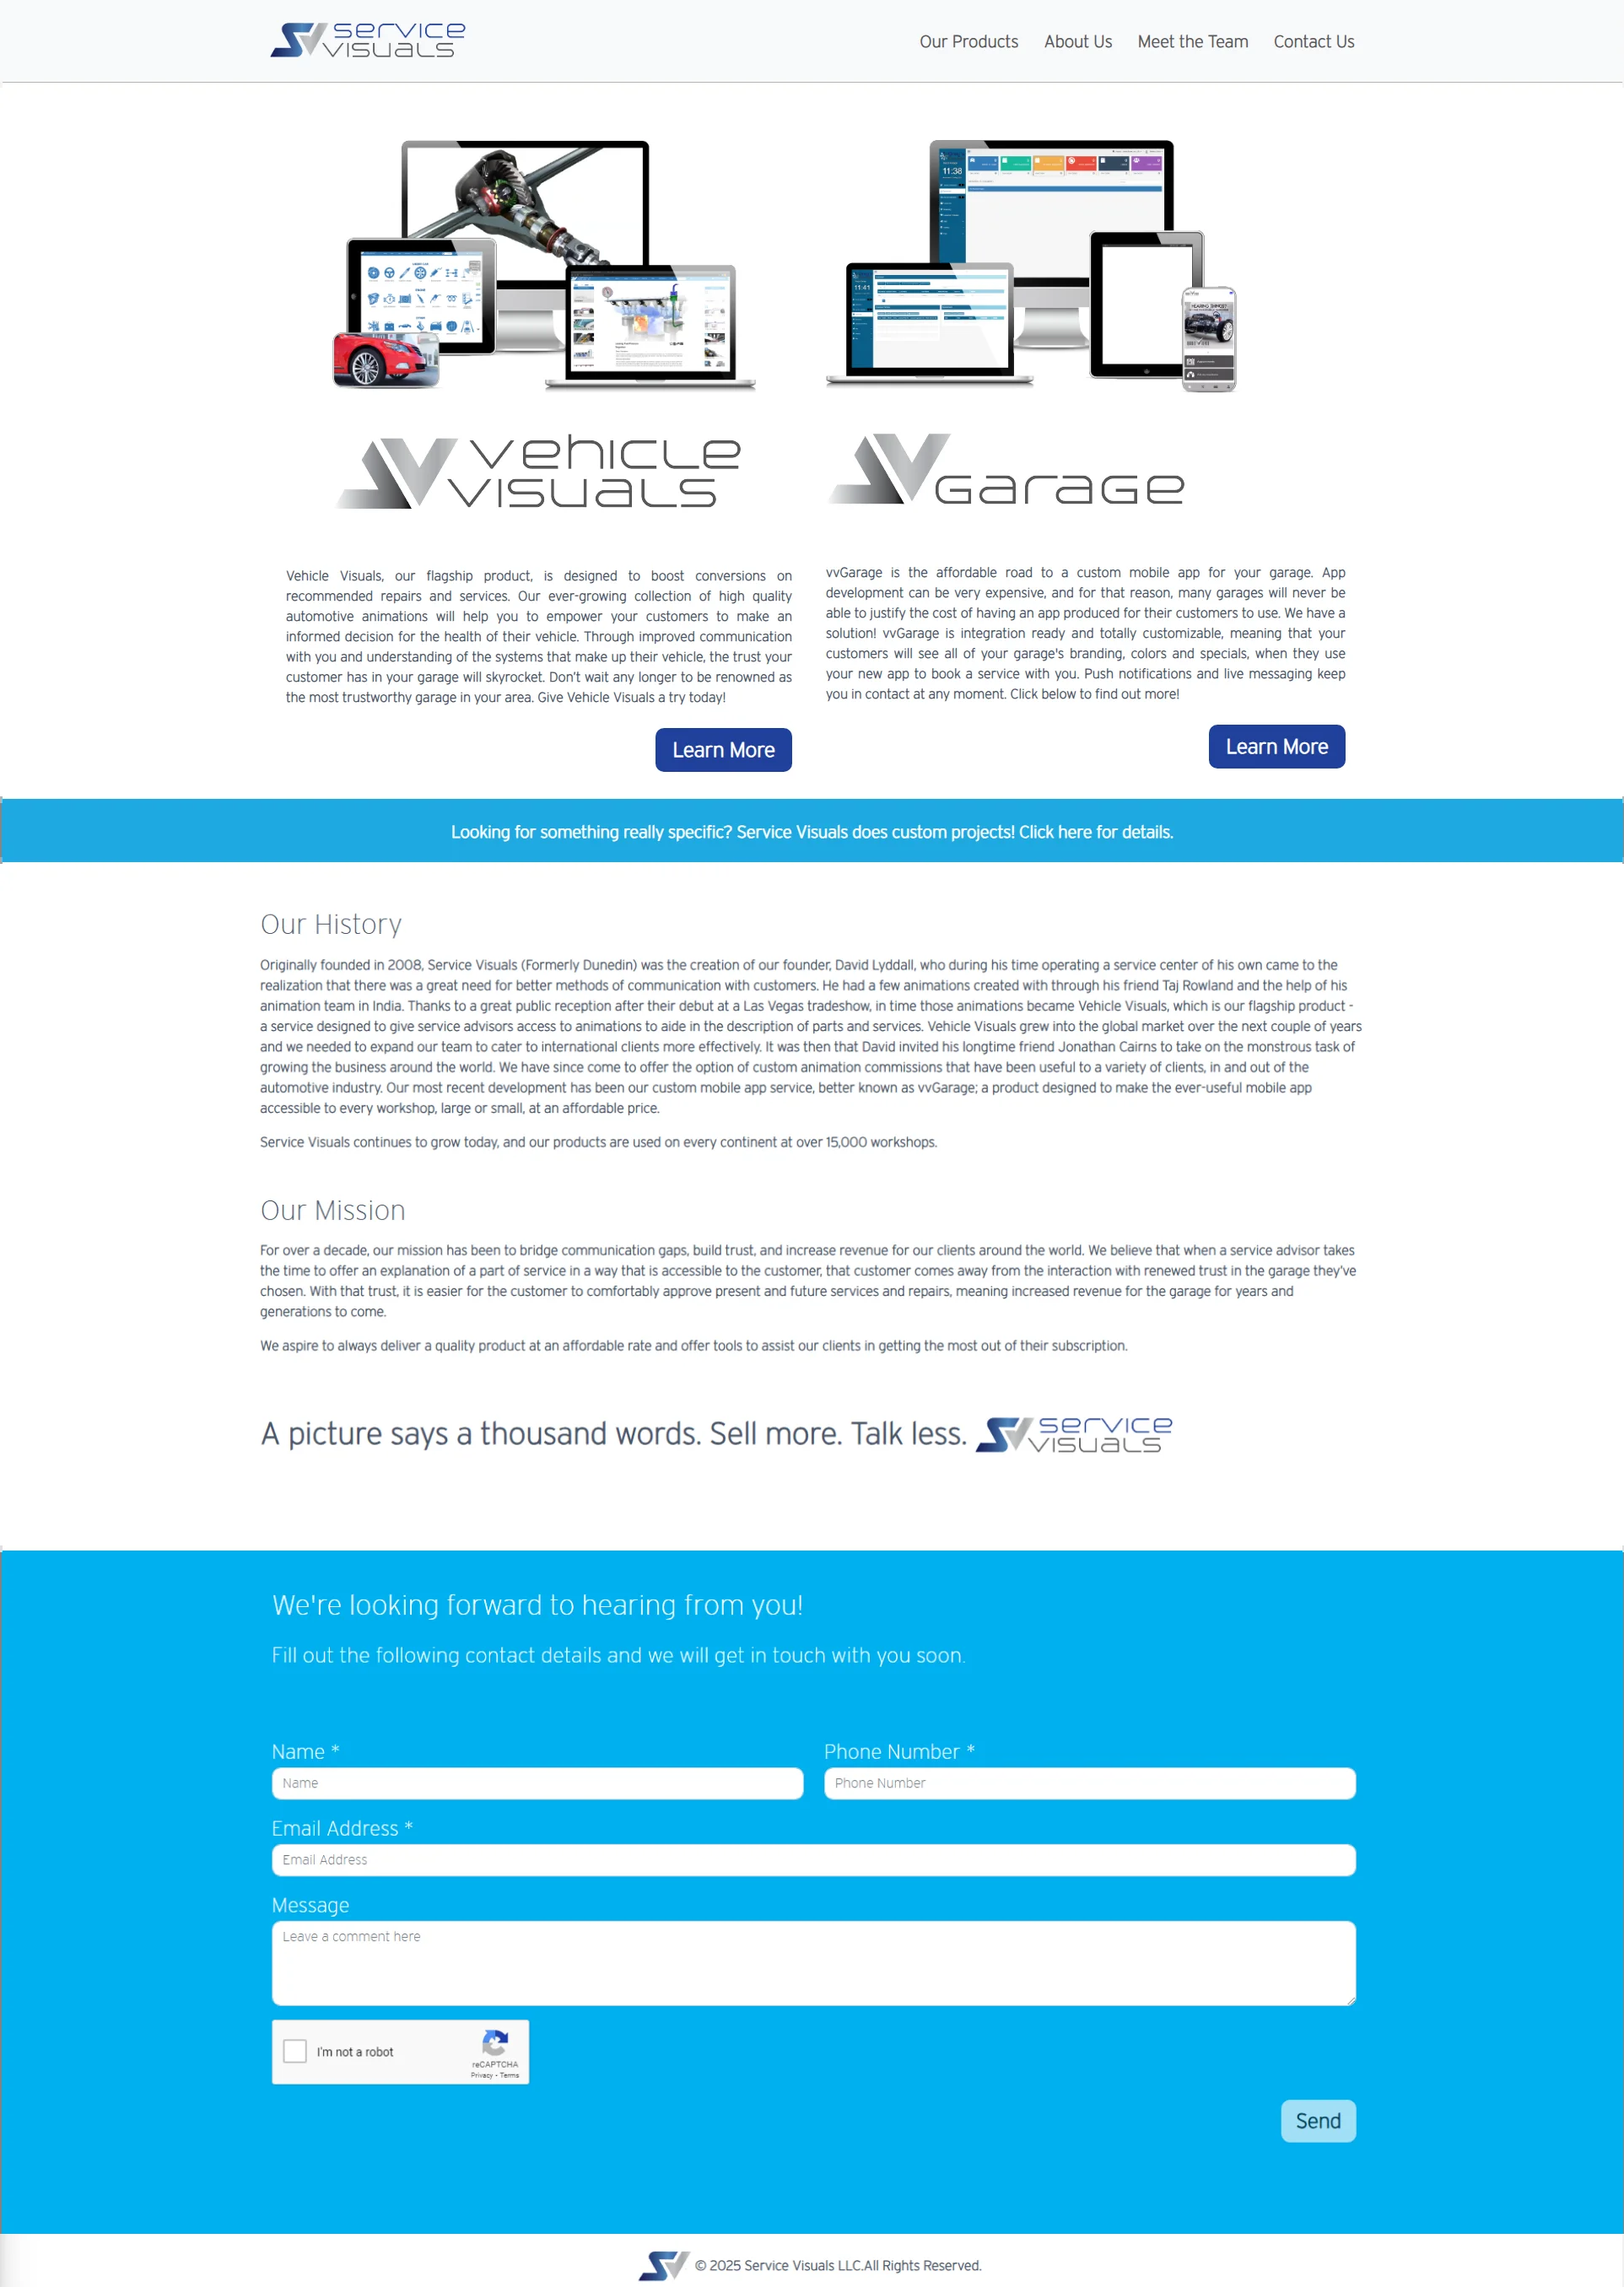 Service
Visuals
Our Products
About Us
Meet the Team
Contact Us
11:38
11:41
Vehicle
Visuals
Garage
Vehicle Visuals, our flagship product, is designed to boost conversions on
recommended repairs and services. Our ever-growing collection of high quality
automotive animations will help you to empower your customers to make an
informed decision for the health of their vehicle. Through improved communication
with you and understanding of the systems that make up their vehicle, the trust your
customer has in your garage will skyrocket. Don't wait any longer to be renowned as
the most trustworthy garage in your area. Give Vehicle Visuals a try today!
Learn More
vvGarage is the affordable road to a custom mobile app for your garage. App
development can be very expensive, and for that reason, many garages will never be
able to justify the cost of having an app produced for their customers to use. We have a
solution! vvGarage is integration ready and totally customizable, meaning that your
customers will see all of your garage's branding, colors and specials, when they use
your new app to book a service with you. Push notifications and live messaging keep
you in contact at any moment. Click below to find out more!
Learn More
Looking for something really specific? Service Visuals does custom projects! Click here for details.
Our History
Originally founded in 2008, Service Visuals (Formerly Dunedin) was the creation of our founder, David Lyddall, who during his time operating a service center of his own came to the
realization that there was a great need for better methods of communication with customers. He had a few animations created with through his friend Taj Rowland and the help of his
animation team in India. Thanks to a great public reception after their debut at a Las Vegas tradeshow, in time those animations became Vehicle Visuals, which is our flagship product -
a service designed to give service advisors access to animations to aide in the description of parts and services. Vehicle Visuals grew into the global market over the next couple of years
and we needed to expand our team to cater to international clients more effectively. It was then that David invited his longtime friend Jonathan Cairns to take on the monstrous task of
growing the business around the world. We have since come to offer the option of custom animation commissions that have been useful to a variety of clients, in and out of the
automotive industry. Our most recent development has been our custom mobile app service, better known as vvGarage; a product designed to make the ever-useful mobile app
accessible to every workshop, large or small, at an affordable price.
Service Visuals continues to grow today, and our products are used on every continent at over 15,000 workshops.
Our Mission
For over a decade, our mission has been to bridge communication gaps, build trust, and increase revenue for our clients around the world. We believe that when a service advisor takes
the time to offer an explanation of a part of service in a way that is accessible to the customer, that customer comes away from the interaction with renewed trust in the garage they've
chosen. With that trust, it is easier for the customer to comfortably approve present and future services and repairs, meaning increased revenue for the garage for years and
generations to come.
We aspire to always deliver a quality product at an affordable rate and offer tools to assist our clients in getting the most out of their subscription.
A picture says a thousand words. Sell more. Talk less.
Service
Visuals
We're looking forward to hearing from you!
Fill out the following contact details and we will get in touch with you soon.
Name *
Name
Phone Number *
Phone Number
Email Address *
Email Address
Message
Leave a comment here
I'm not a robot
reCAPTCHA
Privacy - Terms
Send
© 2025 Service Visuals LLC.All Rights Reserved.